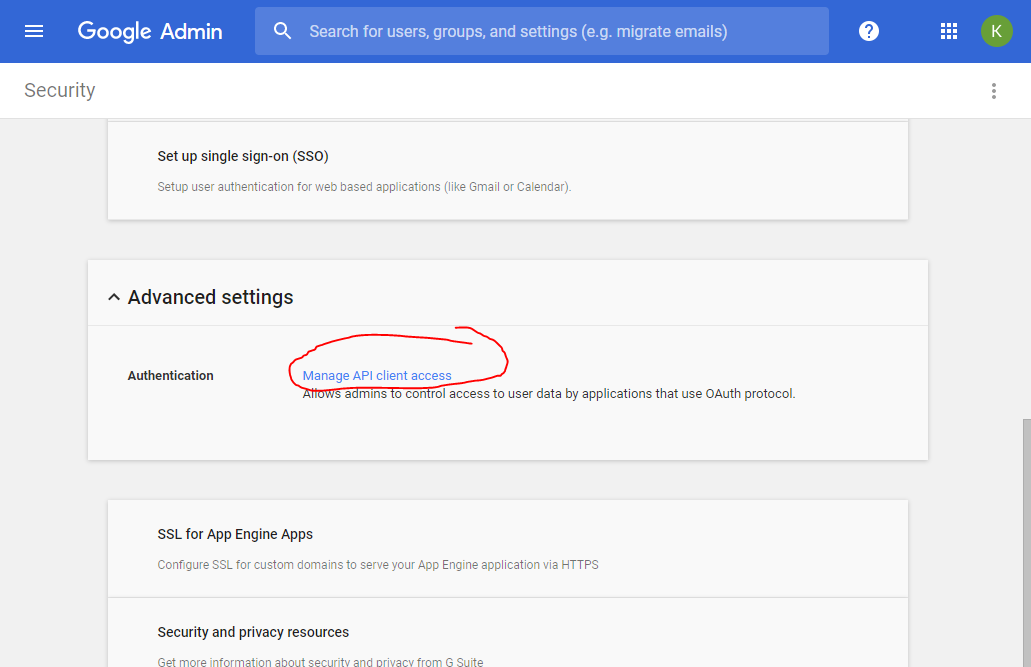 Google Admin
Search for users, groups, and settings (e.g. migrate emails)
K
Security
Set up single sign-on (SSO)
Setup user authentication for web based applications (like Gmail or Calendar).
Advanced settings
Authentication
Manage API client access
Allows admins to control access to user data by applications that use OAuth protocol.
SSL for App Engine Apps
Configure SSL for custom domains to serve your App Engine application via HTTPS
Security and privacy resources
Get more information about security and privacy from G Suite